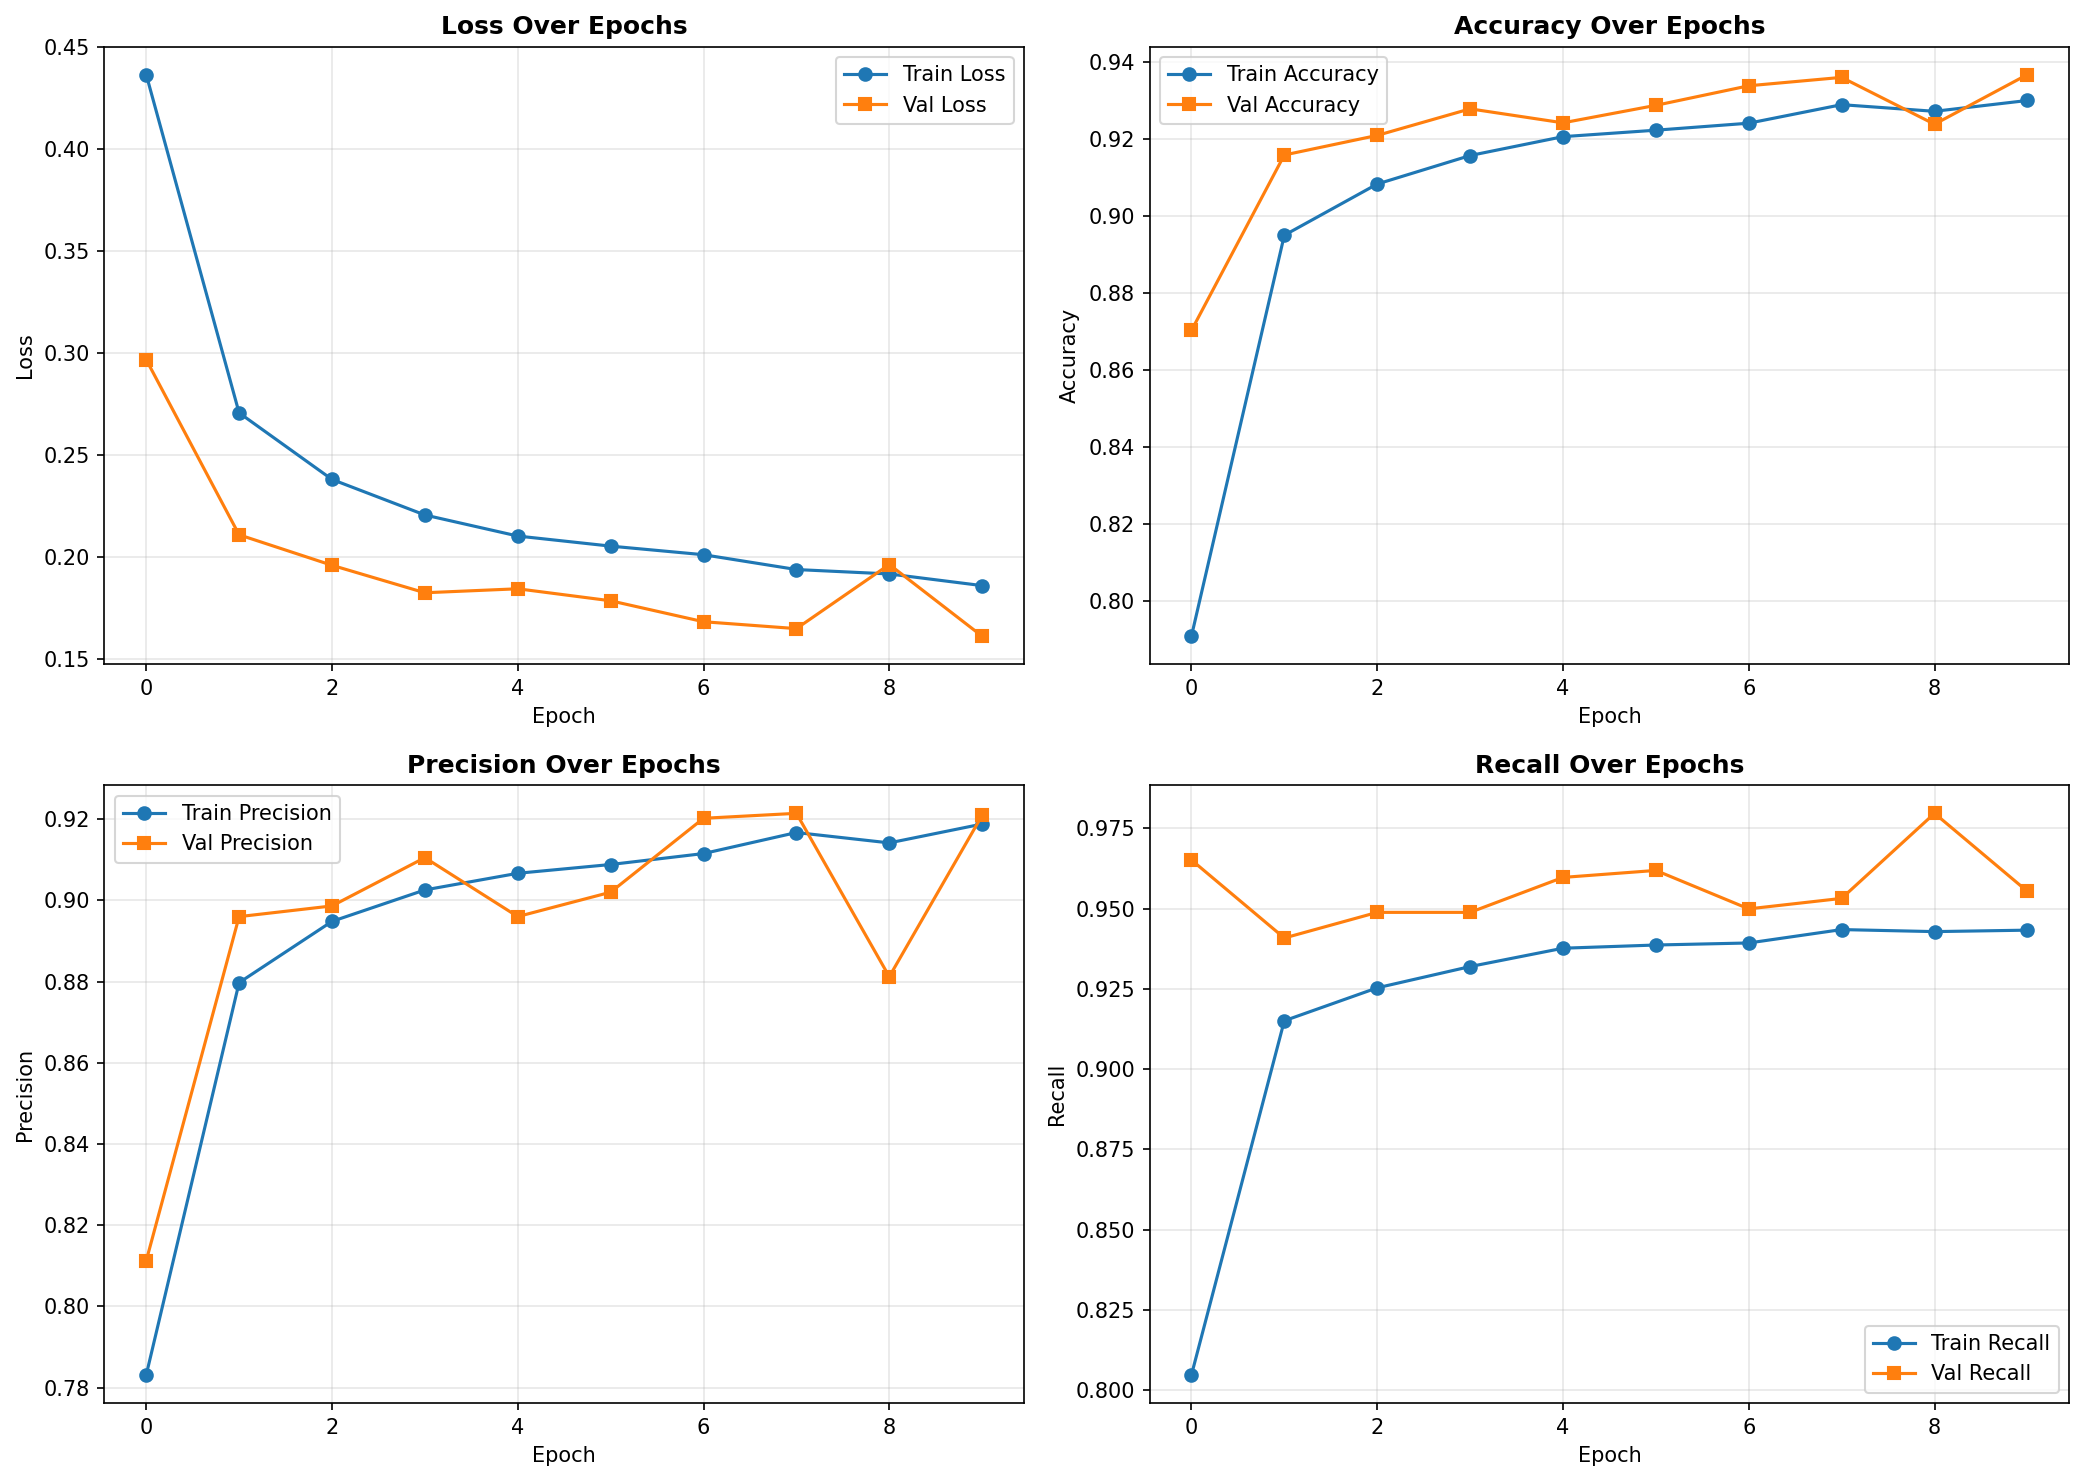 Loss Over Epochs
0.45
0.40
0.35
0.30
0.25
0.20
0.15
Loss
Train Loss
Val Loss
0 2 4 6 8
Epoch
Accuracy Over Epochs
0.94
0.92
0.90
0.88
0.86
0.84
0.82
0.80
Accuracy
Train Accuracy
Val Accuracy
0 2 4 6 8
Epoch
Precision Over Epochs
0.92
0.90
0.88
0.86
0.84
0.82
0.80
0.78
Precision
Train Precision
Val Precision
0 2 4 6 8
Epoch
Recall Over Epochs
0.975
0.950
0.925
0.900
0.875
0.850
0.825
0.800
Recall
Train Recall
Val Recall
0 2 4 6 8
Epoch